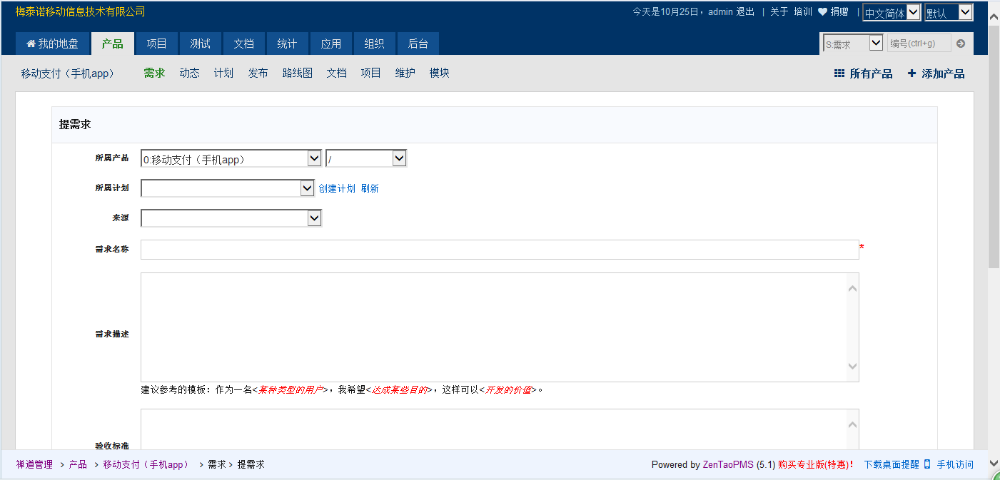 梅泰诺移动信息技术有限公司 今天是10月25日，admin 退出 | 关于 培训 捐赠 | 中文简体 默认
我的地盘 产品 项目 测试 文档 统计 应用 组织 后台 S:需求 编号(ctrl+g)
移动支付（手机app） 需求 动态 计划 发布 路线图 文档 项目 维护 模块 所有产品 添加产品
提需求
所属产品 0:移动支付（手机app） /
所属计划 创建计划 刷新
来源
需求名称 *
需求描述
建议参考的模板：作为一名<某种类型的用户>，我希望<达成某些目的>，这样可以<开发的价值>。
验收标准
禅道管理 > 产品 > 移动支付（手机app） > 需求 > 提需求 Powered by ZenTaoPMS (5.1) 购买专业版(特惠)！ 下载桌面提醒 手机访问